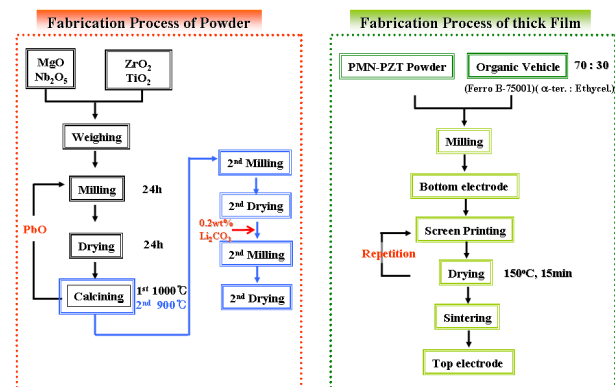 Fabrication Process of Powder
MgO
Nb₂O₅
ZrO₂
TiO₂
Weighing
Milling 24h
PbO
Drying 24h
Calcining
1st 1000℃
2nd 900℃
2nd Milling
2nd Drying
0.2wt%
Li₂CO₃
2nd Milling
2nd Drying
Fabrication Process of thick Film
PMN-PZT Powder
Organic Vehicle
70 : 30
(Ferro B-75001)( α-ter. : Ethycel.)
Milling
Bottom electrode
Screen Printing
Repetition
Drying
150°C, 15min
Sintering
Top electrode